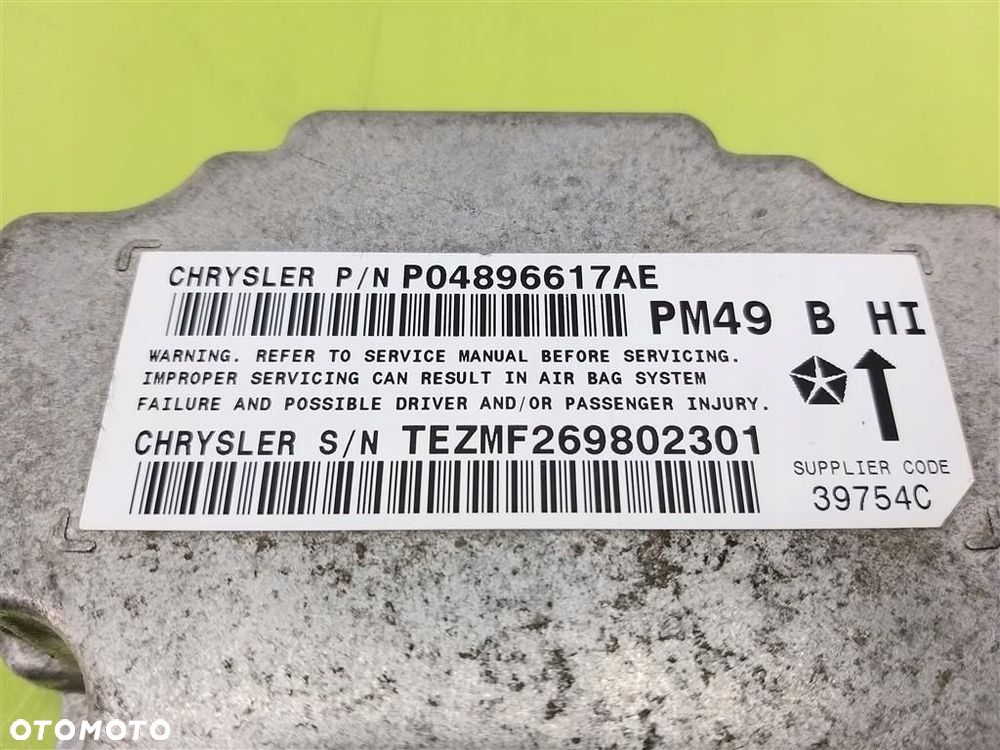 CHRYSLER P/N P04896617AE
PM49 B HI
WARNING. REFER TO SERVICE MANUAL BEFORE SERVICING.
IMPROPER SERVICING CAN RESULT IN AIR BAG SYSTEM
FAILURE AND POSSIBLE DRIVER AND/OR PASSENGER INJURY.
CHRYSLER S/N TEZMF269802301
SUPPLIER CODE
39754C
OTOMOTO